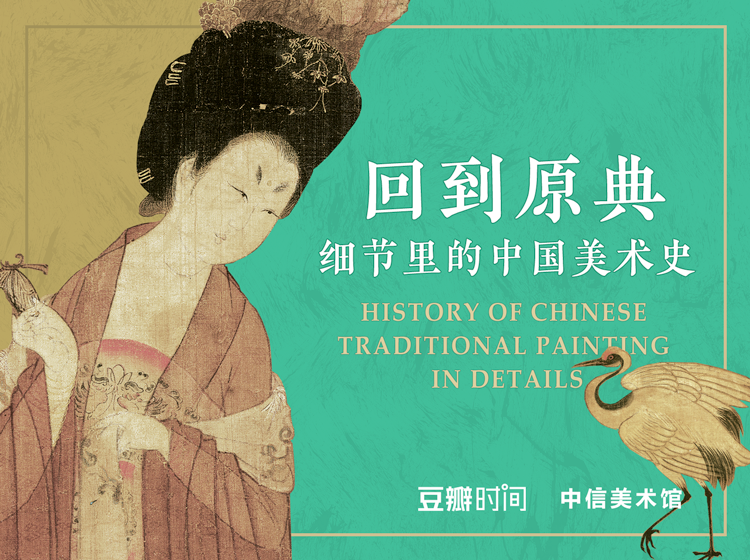 回到原典
细节里的中国美术史
HISTORY OF CHINESE
TRADITIONAL PAINTING
IN DETAILS
豆瓣时间 中信美术馆